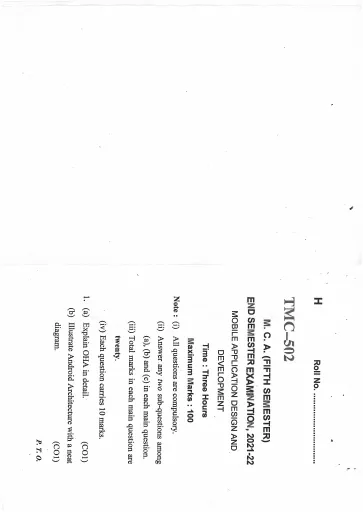 H
Roll No. ..............................
TMC–502
M. C. A. (FIFTH SEMESTER)
END SEMESTER EXAMINATION, 2021-22
MOBILE APPLICATION DESIGN AND
DEVELOPMENT
Time : Three Hours
Maximum Marks : 100
Note : (i) All questions are compulsory.
(ii) Answer any two sub-questions among
(a), (b) and (c) in each main question.
(iii) Total marks in each main question are
twenty.
(iv) Each question carries 10 marks.
1. (a) Explain OHA in detail. (CO1)
(b) Illustrate Android Architecture with a neat
diagram. (CO1)
P. T. O.